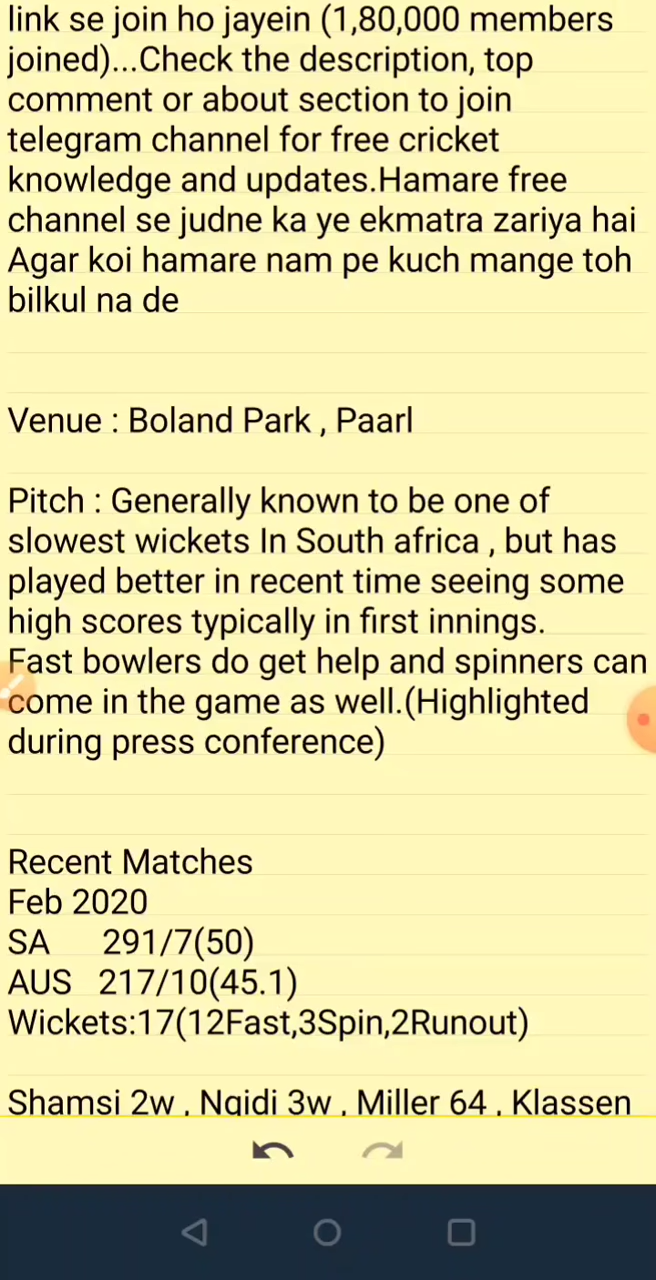 link se join ho jayein (1,80,000 members
joined)...Check the description, top
comment or about section to join
telegram channel for free cricket
knowledge and updates.Hamare free
channel se judne ka ye ekmatra zariya hai
Agar koi hamare nam pe kuch mange toh
bilkul na de
Venue : Boland Park , Paarl
Pitch : Generally known to be one of
slowest wickets In South africa , but has
played better in recent time seeing some
high scores typically in first innings.
Fast bowlers do get help and spinners can
come in the game as well.(Highlighted
during press conference)
Recent Matches
Feb 2020
SA 291/7(50)
AUS 217/10(45.1)
Wickets:17(12Fast,3Spin,2Runout)
Shamsi 2w , Ngidi 3w , Miller 64 , Klassen